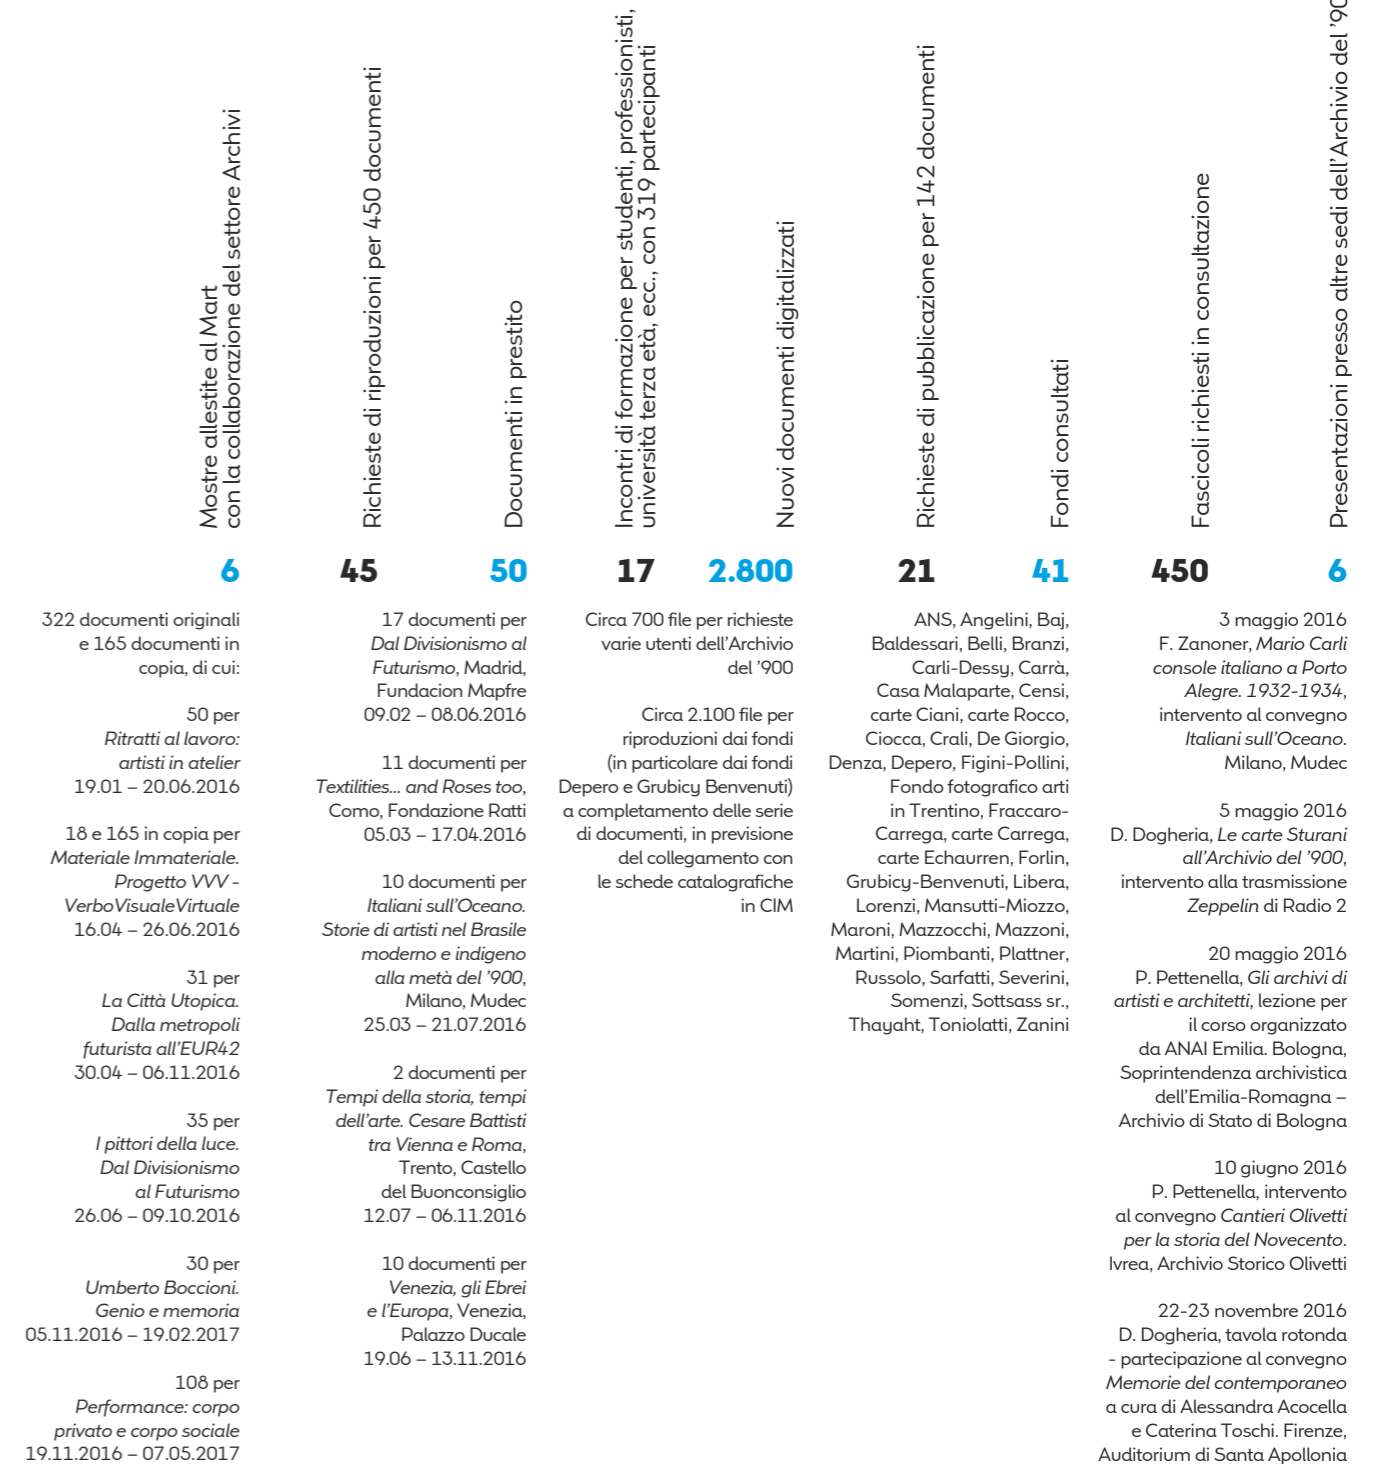 Mostre allestite al Mart
con la collaborazione del settore Archivi
6
322 documenti originali
e 165 documenti in
copia, di cui:
50 per
Ritratti al lavoro:
artisti in atelier
19.01 – 20.06.2016
18 e 165 in copia per
Materiale Immateriale.
Progetto VVV -
VerboVisualeVirtuale
16.04 – 26.06.2016
31 per
La Città Utopica.
Dalla metropoli
futurista all'EUR42
30.04 – 06.11.2016
35 per
I pittori della luce.
Dal Divisionismo
al Futurismo
26.06 – 09.10.2016
30 per
Umberto Boccioni.
Genio e memoria
05.11.2016 – 19.02.2017
108 per
Performance: corpo
privato e corpo sociale
19.11.2016 – 07.05.2017
Richieste di riproduzioni per 450 documenti
45
Documenti in prestito
50
17 documenti per
Dal Divisionismo al
Futurismo, Madrid,
Fundacion Mapfre
09.02 – 08.06.2016
11 documenti per
Textilities... and Roses too,
Como, Fondazione Ratti
05.03 – 17.04.2016
10 documenti per
Italiani sull'Oceano.
Storie di artisti nel Brasile
moderno e indigeno
alla metà del '900,
Milano, Mudec
25.03 – 21.07.2016
2 documenti per
Tempi della storia, tempi
dell'arte. Cesare Battisti
tra Vienna e Roma,
Trento, Castello
del Buonconsiglio
12.07 – 06.11.2016
10 documenti per
Venezia, gli Ebrei
e l'Europa, Venezia,
Palazzo Ducale
19.06 – 13.11.2016
Incontri di formazione per studenti, professionisti,
università terza età, ecc., con 319 partecipanti
17
Nuovi documenti digitalizzati
2.800
Circa 700 file per richieste
varie utenti dell'Archivio
del '900
Circa 2.100 file per
riproduzioni dai fondi
(in particolare dai fondi
Depero e Grubicy Benvenuti)
a completamento delle serie
di documenti, in previsione
del collegamento con
le schede catalografiche
in CIM
Richieste di pubblicazione per 142 documenti
21
Fondi consultati
41
ANS, Angelini, Baj,
Baldessari, Belli, Branzi,
Carli-Dessy, Carrà,
Casa Malaparte, Censi,
carte Ciani, carte Rocco,
Ciocca, Crali, De Giorgio,
Denza, Depero, Figini-Pollini,
Fondo fotografico arti
in Trentino, Fraccaro-
Carrega, carte Carrega,
carte Echaurren, Forlin,
Grubicy-Benvenuti, Libera,
Lorenzi, Mansutti-Miozzo,
Maroni, Mazzocchi, Mazzoni,
Martini, Piombanti, Plattner,
Russolo, Sarfatti, Severini,
Somenzi, Sottsass sr.,
Thayaht, Toniolatti, Zanini
Fascicoli richiesti in consultazione
450
Presentazioni presso altre sedi dell'Archivio del '90
6
3 maggio 2016
F. Zanoner, Mario Carli
console italiano a Porto
Alegre. 1932-1934,
intervento al convegno
Italiani sull'Oceano.
Milano, Mudec
5 maggio 2016
D. Dogheria, Le carte Sturani
all'Archivio del '900,
intervento alla trasmissione
Zeppelin di Radio 2
20 maggio 2016
P. Pettenella, Gli archivi di
artisti e architetti, lezione per
il corso organizzato
da ANAI Emilia. Bologna,
Soprintendenza archivistica
dell'Emilia-Romagna –
Archivio di Stato di Bologna
10 giugno 2016
P. Pettenella, intervento
al convegno Cantieri Olivetti
per la storia del Novecento.
Ivrea, Archivio Storico Olivetti
22-23 novembre 2016
D. Dogheria, tavola rotonda
- partecipazione al convegno
Memorie del contemporaneo
a cura di Alessandra Acocella
e Caterina Toschi. Firenze,
Auditorium di Santa Apollonia